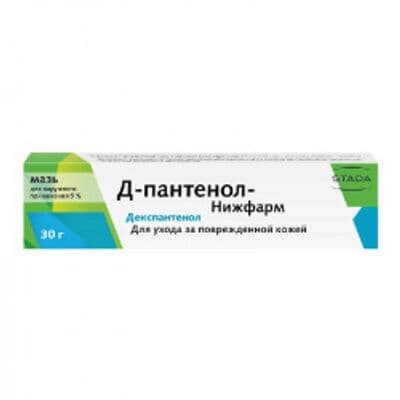 мазь
для наружного
применения 5 %
30 г
Д-пантенол-
Нижфарм
Декспантенол
Для ухода за поврежденной кожей
STADA